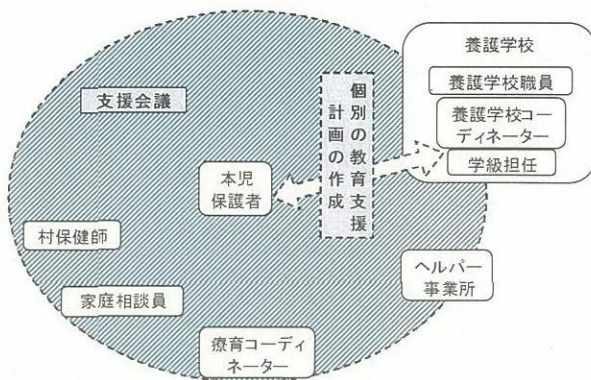 養護学校
養護学校職員
養護学校コー
ディネーター
学級担任
支援会議
個別の教育支援
計画の作成
本児
保護者
村保健師
家庭相談員
療育コーディ
ネーター
ヘルパー
事業所